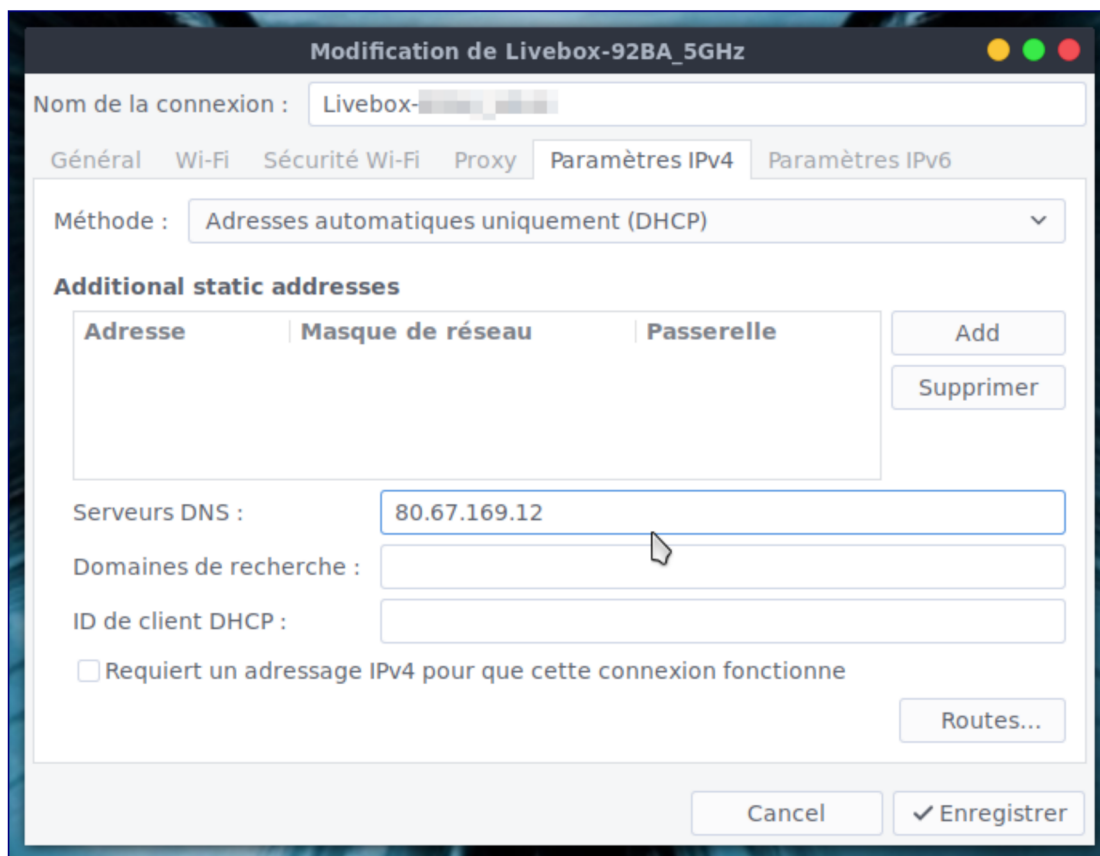 Modification de Livebox-92BA_5GHz
Nom de la connexion : Livebox-
Général Wi-Fi Sécurité Wi-Fi Proxy Paramètres IPv4 Paramètres IPv6
Méthode : Adresses automatiques uniquement (DHCP)
Additional static addresses
Adresse Masque de réseau Passerelle Add
Supprimer
Serveurs DNS : 80.67.169.12
Domaines de recherche :
ID de client DHCP :
Requiert un adressage IPv4 pour que cette connexion fonctionne
Routes...
Cancel Enregistrer